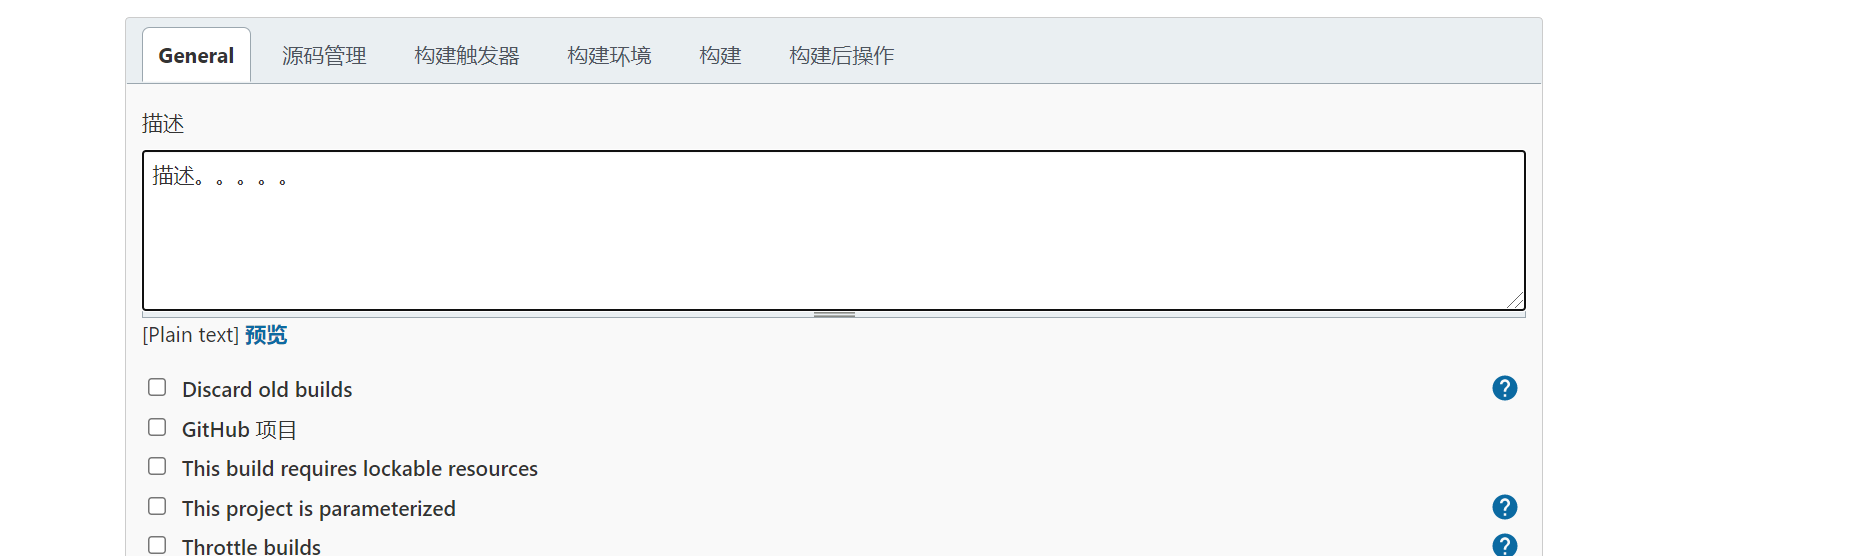 General 源码管理 构建触发器 构建环境 构建 构建后操作
描述
描述。。。。。
[Plain text] 预览
Discard old builds
GitHub 项目
This build requires lockable resources
This project is parameterized
Throttle builds